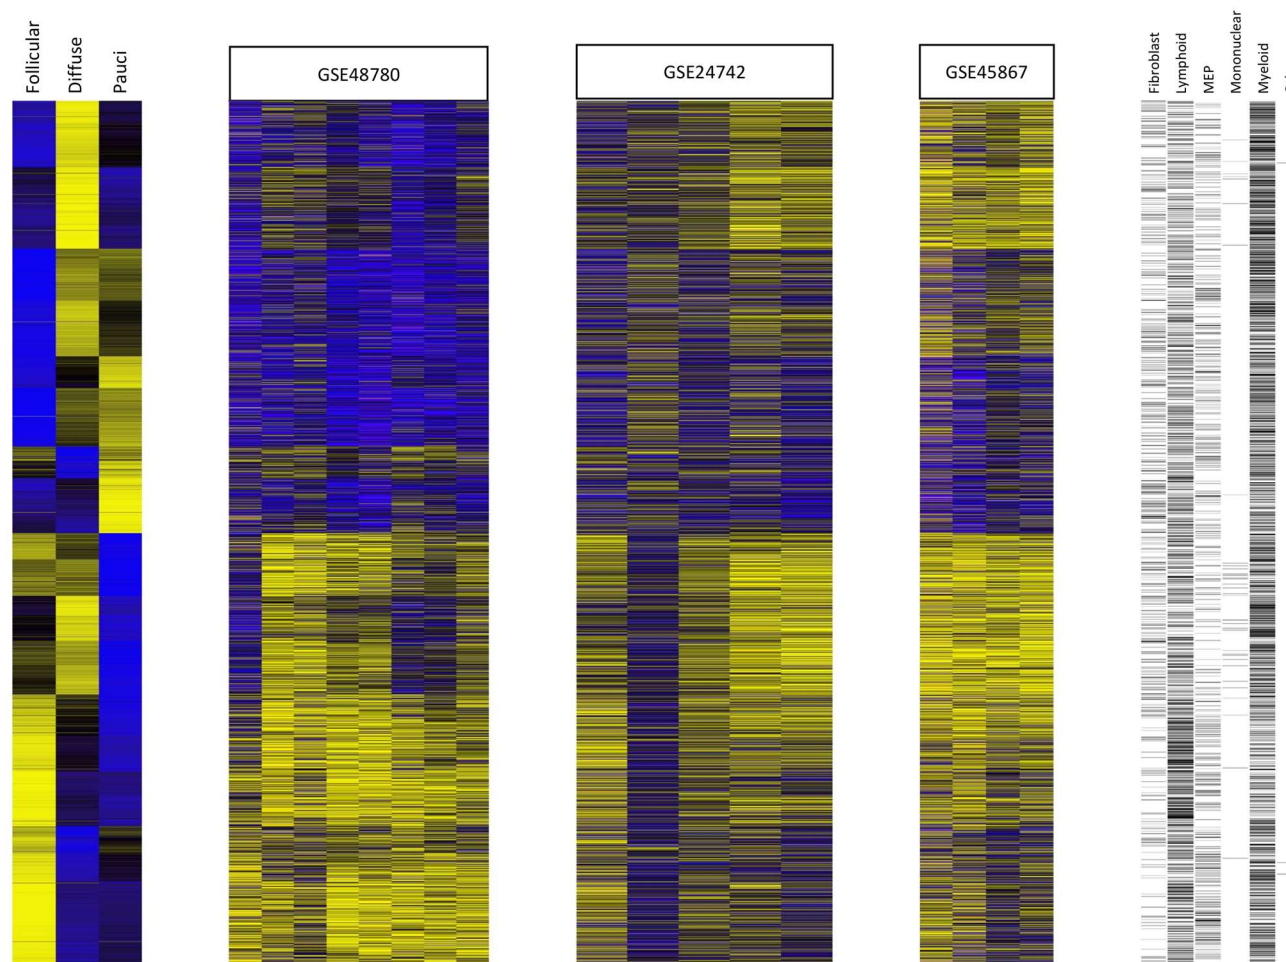 Follicular
Diffuse
Pauci
GSE48780
GSE24742
GSE45867
Fibroblast
Lymphoid
MEP
Mononuclear
Myeloid